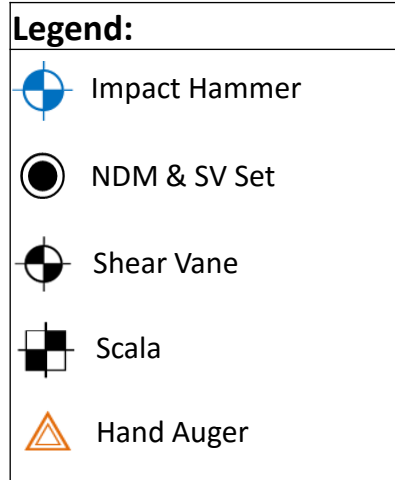 Legend:
Impact Hammer
NDM & SV Set
Shear Vane
Scala
Hand Auger